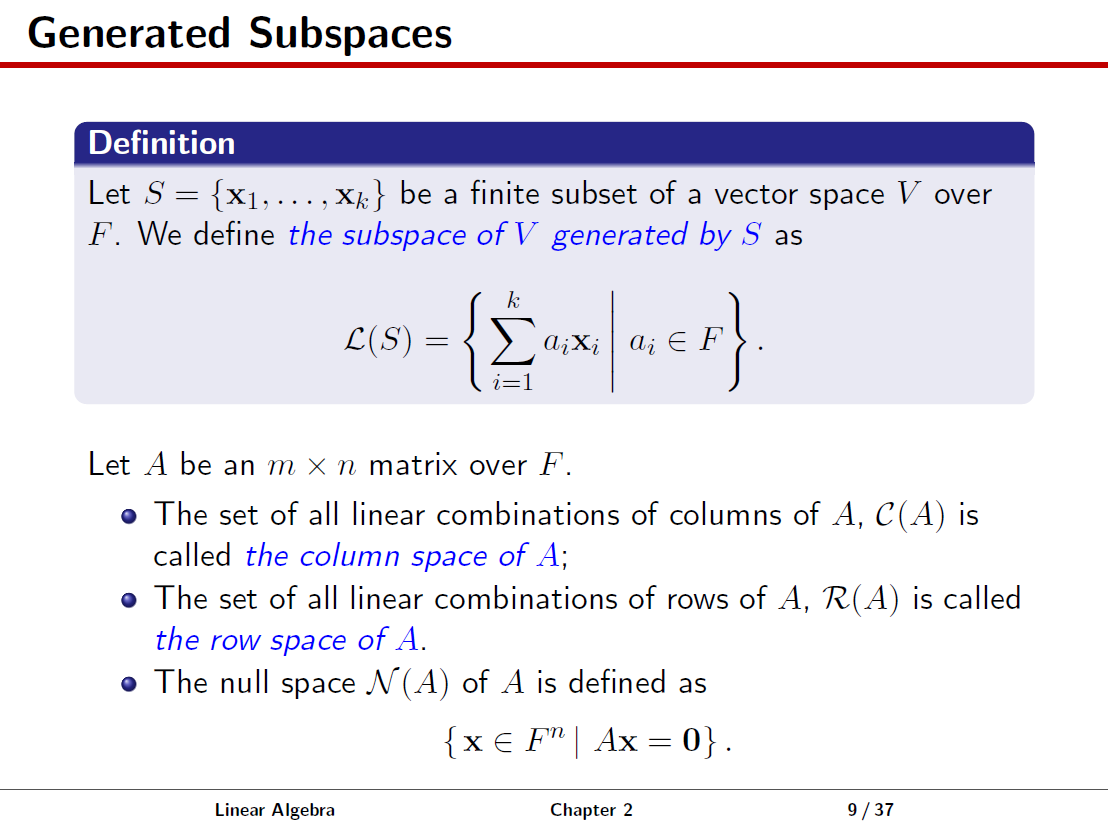 Generated Subspaces
Definition
Let S = {x₁, . . . , xₖ} be a finite subset of a vector space V over
F. We define the subspace of V generated by S as
ℒ(S) = { ∑ᵢ₌₁ᵏ aᵢxᵢ | aᵢ ∈ F } .
Let A be an m × n matrix over F.
• The set of all linear combinations of columns of A, 𝒞(A) is
called the column space of A;
• The set of all linear combinations of rows of A, ℛ(A) is called
the row space of A.
• The null space 𝒩(A) of A is defined as
{ x ∈ Fⁿ | Ax = 0} .
Linear Algebra Chapter 2 9 / 37